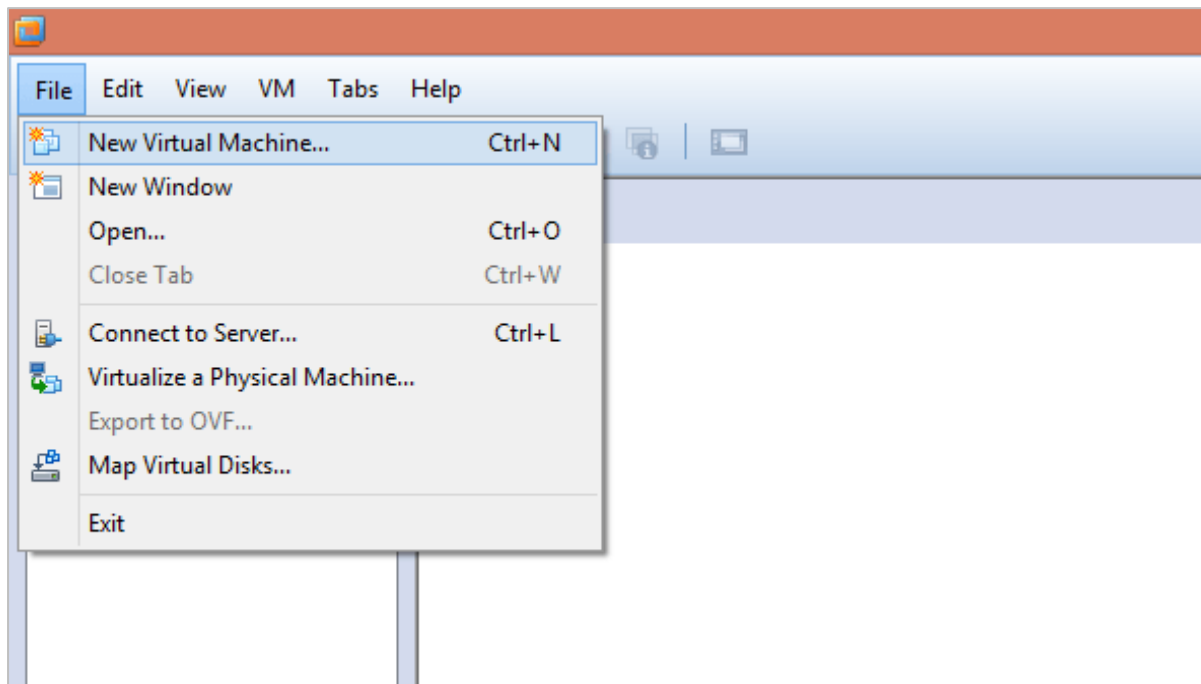 File Edit View VM Tabs Help
New Virtual Machine... Ctrl+N
New Window
Open... Ctrl+O
Close Tab Ctrl+W
Connect to Server... Ctrl+L
Virtualize a Physical Machine...
Export to OVF...
Map Virtual Disks...
Exit